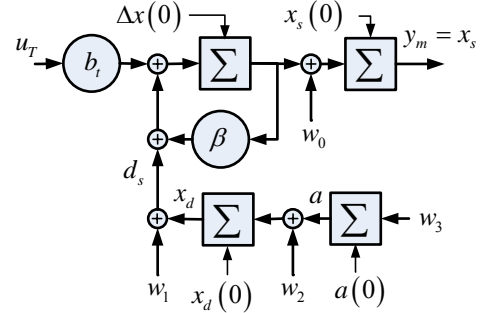 Δx(0)
x_s(0)
u_T
b_t
Σ
Σ
y_m = x_s
β
w_0
d_s
x_d
Σ
a
Σ
w_3
w_1
x_d(0)
w_2
a(0)